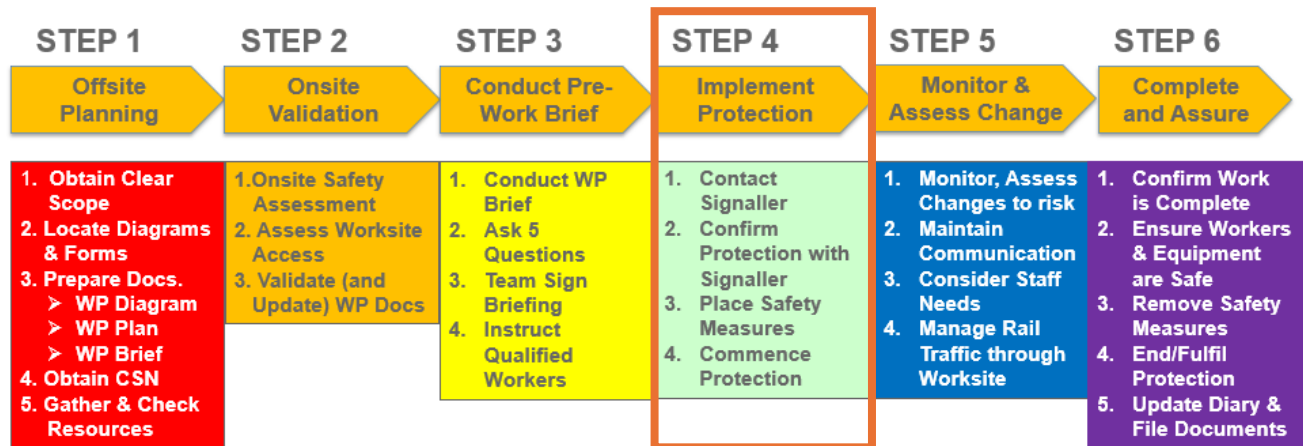 STEP 1
Offsite
Planning
1. Obtain Clear
Scope
2. Locate Diagrams
& Forms
3. Prepare Docs.
➢ WP Diagram
➢ WP Plan
➢ WP Brief
4. Obtain CSN
5. Gather & Check
Resources
STEP 2
Onsite
Validation
1.Onsite Safety
Assessment
2. Assess Worksite
Access
3. Validate (and
Update) WP Docs
STEP 3
Conduct Pre-
Work Brief
1. Conduct WP
Brief
2. Ask 5
Questions
3. Team Sign
Briefing
4. Instruct
Qualified
Workers
STEP 4
Implement
Protection
1. Contact
Signaller
2. Confirm
Protection with
Signaller
3. Place Safety
Measures
4. Commence
Protection
STEP 5
Monitor &
Assess Change
1. Monitor, Assess
Changes to risk
2. Maintain
Communication
3. Consider Staff
Needs
4. Manage Rail
Traffic through
Worksite
STEP 6
Complete
and Assure
1. Confirm Work
is Complete
2. Ensure Workers
& Equipment
are Safe
3. Remove Safety
Measures
4. End/Fulfil
Protection
5. Update Diary &
File Documents